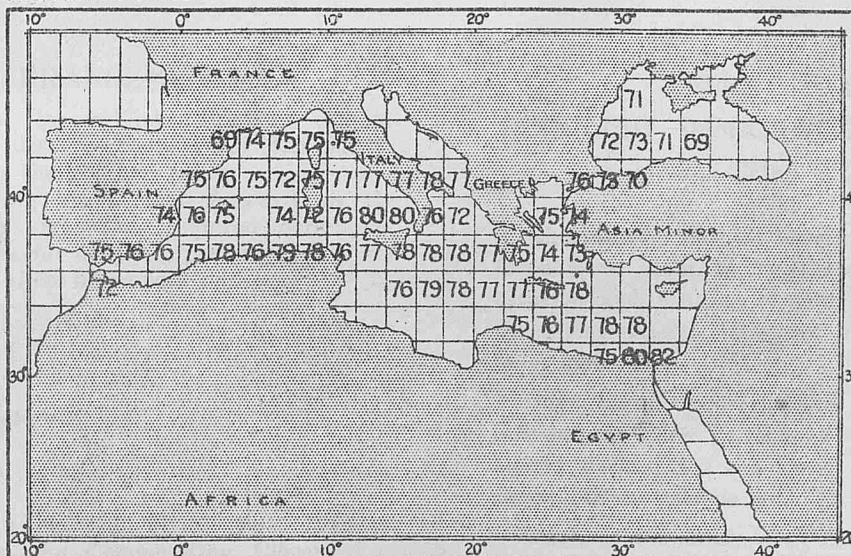 10° 0° 10° 20° 30° 40°
FRANCE
71
69 74 75 75 75 72 73 71 69
ITALY
76 76 75 72 75 77 77 77 78 77 GREECE 76 73 70
40° SPAIN 4
74 76 75 74 72 76 80 80 76 72 75 74
ASIA MINOR
75 76 76 75 78 76 79 78 76 77 78 78 78 77 75 74 73
72 76 79 78 77 77 76 78
75 76 77 78 78
75 80 82
30° 3
EGYPT
AFRICA
20° 20
10° 0° 10° 20° 30° 40°